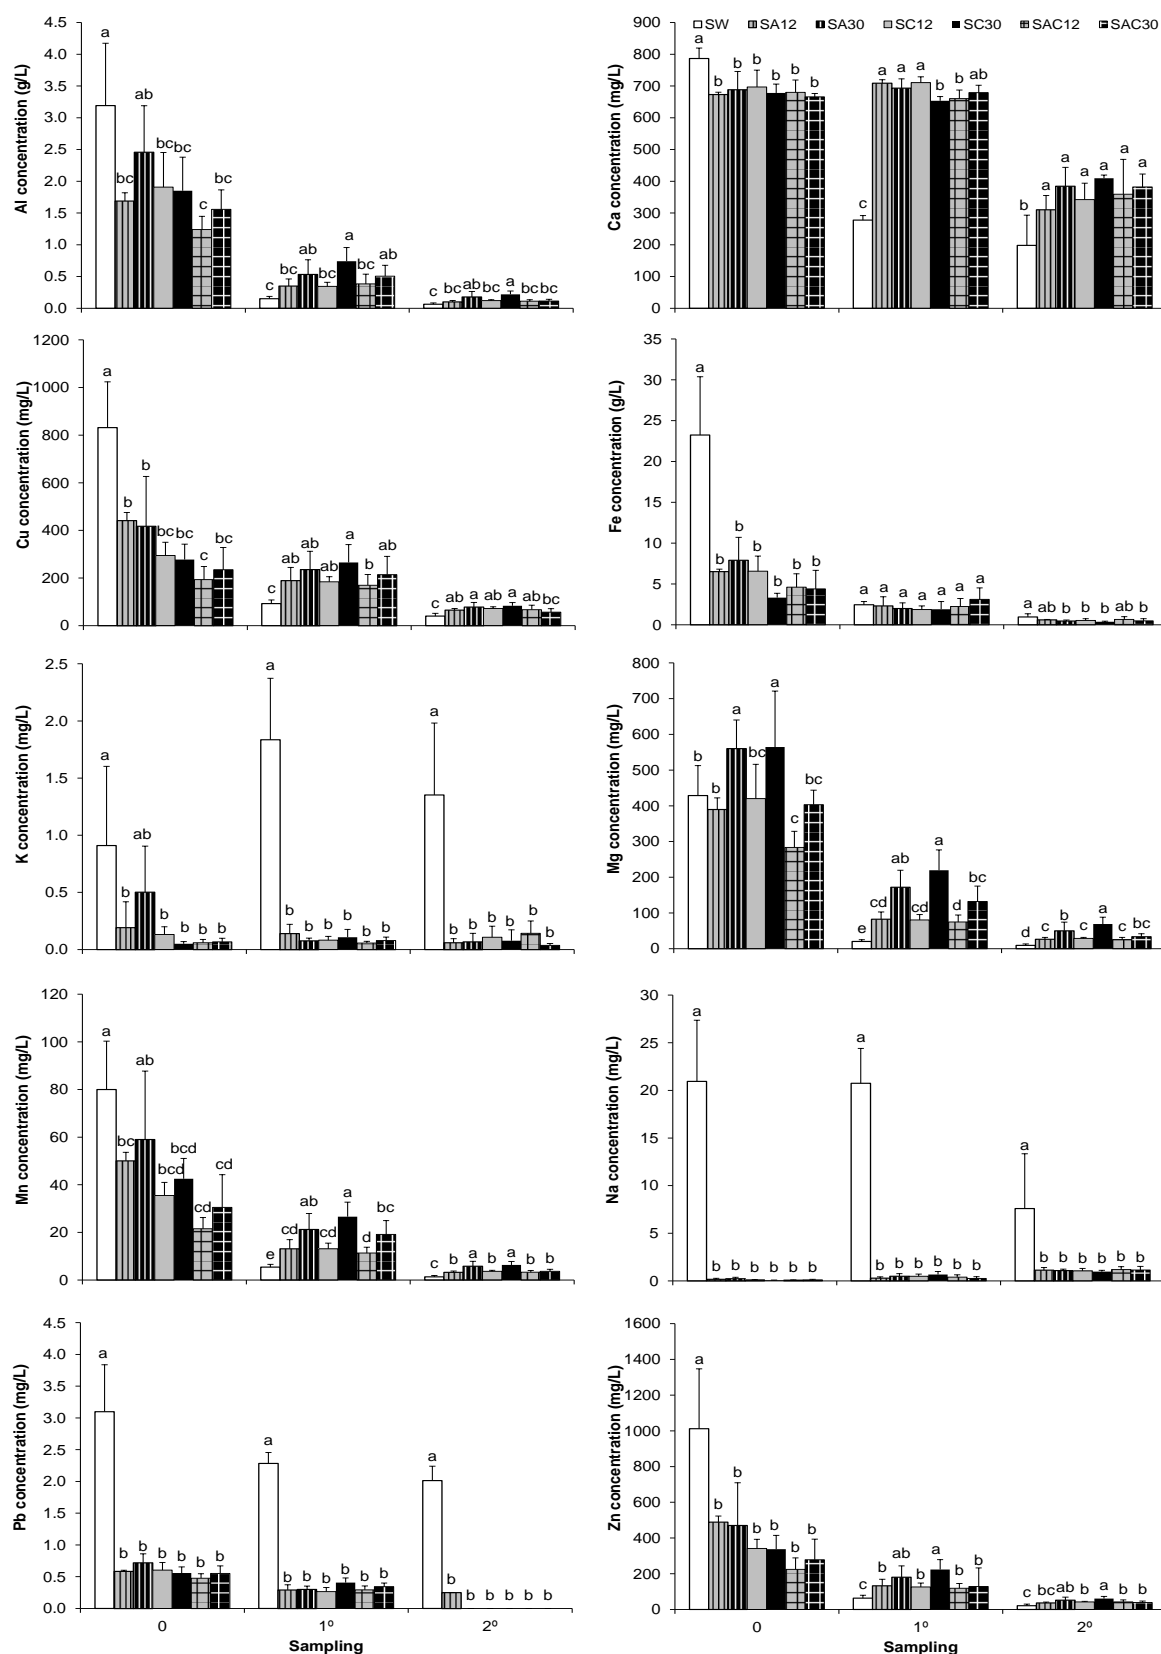 SW SA12 SA30 SC12 SC30 SAC12 SAC30
Al concentration (g/L)
4.5
4.0
3.5
3.0
2.5
2.0
1.5
1.0
0.5
0.0
a bc ab bc bc c bc
c bc ab bc a bc ab
c bc ab bc a bc bc
Ca concentration (mg/L)
900
800
700
600
500
400
300
200
100
0
a b b b b b b
c a a a b b ab
b a a a a a a
Cu concentration (mg/L)
1200
1000
800
600
400
200
0
a b b bc bc c bc
c ab ab ab a b ab
c ab a ab a ab bc
Fe concentration (g/L)
35
30
25
20
15
10
5
0
a b b b b b b
a a a a a a a
a ab b b b ab b
K concentration (mg/L)
2.5
2.0
1.5
1.0
0.5
0.0
a b ab b b b b
a b b b b b b
a b b b b b b
Mg concentration (mg/L)
800
700
600
500
400
300
200
100
0
b b a bc a c bc
e cd ab cd a d bc
d c b c a c bc
Mn concentration (mg/L)
120
100
80
60
40
20
0
a bc ab bcd bcd cd cd
e cd ab cd a d bc
c b a b a b b
Na concentration (mg/L)
30
25
20
15
10
5
0
a b b b b b b
a b b b b b b
a b b b b b b
Pb concentration (mg/L)
4.5
4.0
3.5
3.0
2.5
2.0
1.5
1.0
0.5
0.0
a b b b b b b
a b b b b b b
a b b b b b b
0 1º 2º
Sampling
Zn concentration (mg/L)
1600
1400
1200
1000
800
600
400
200
0
a b b b b b b
c b ab b a b b
c bc ab b a b b
0 1º 2º
Sampling